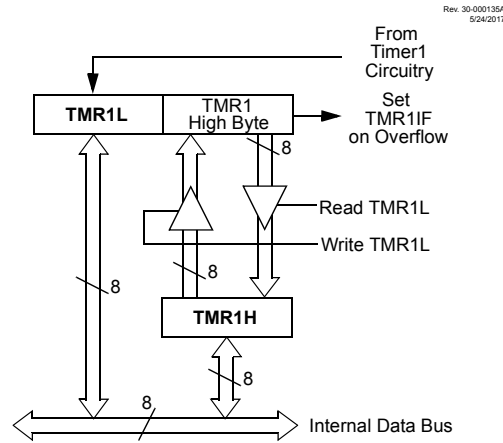 Rev. 30-000135A
5/24/2017
From
Timer1
Circuitry
TMR1L
TMR1
High Byte
Set
TMR1IF
on Overflow
8
Read TMR1L
Write TMR1L
8
8
TMR1H
8
8
Internal Data Bus